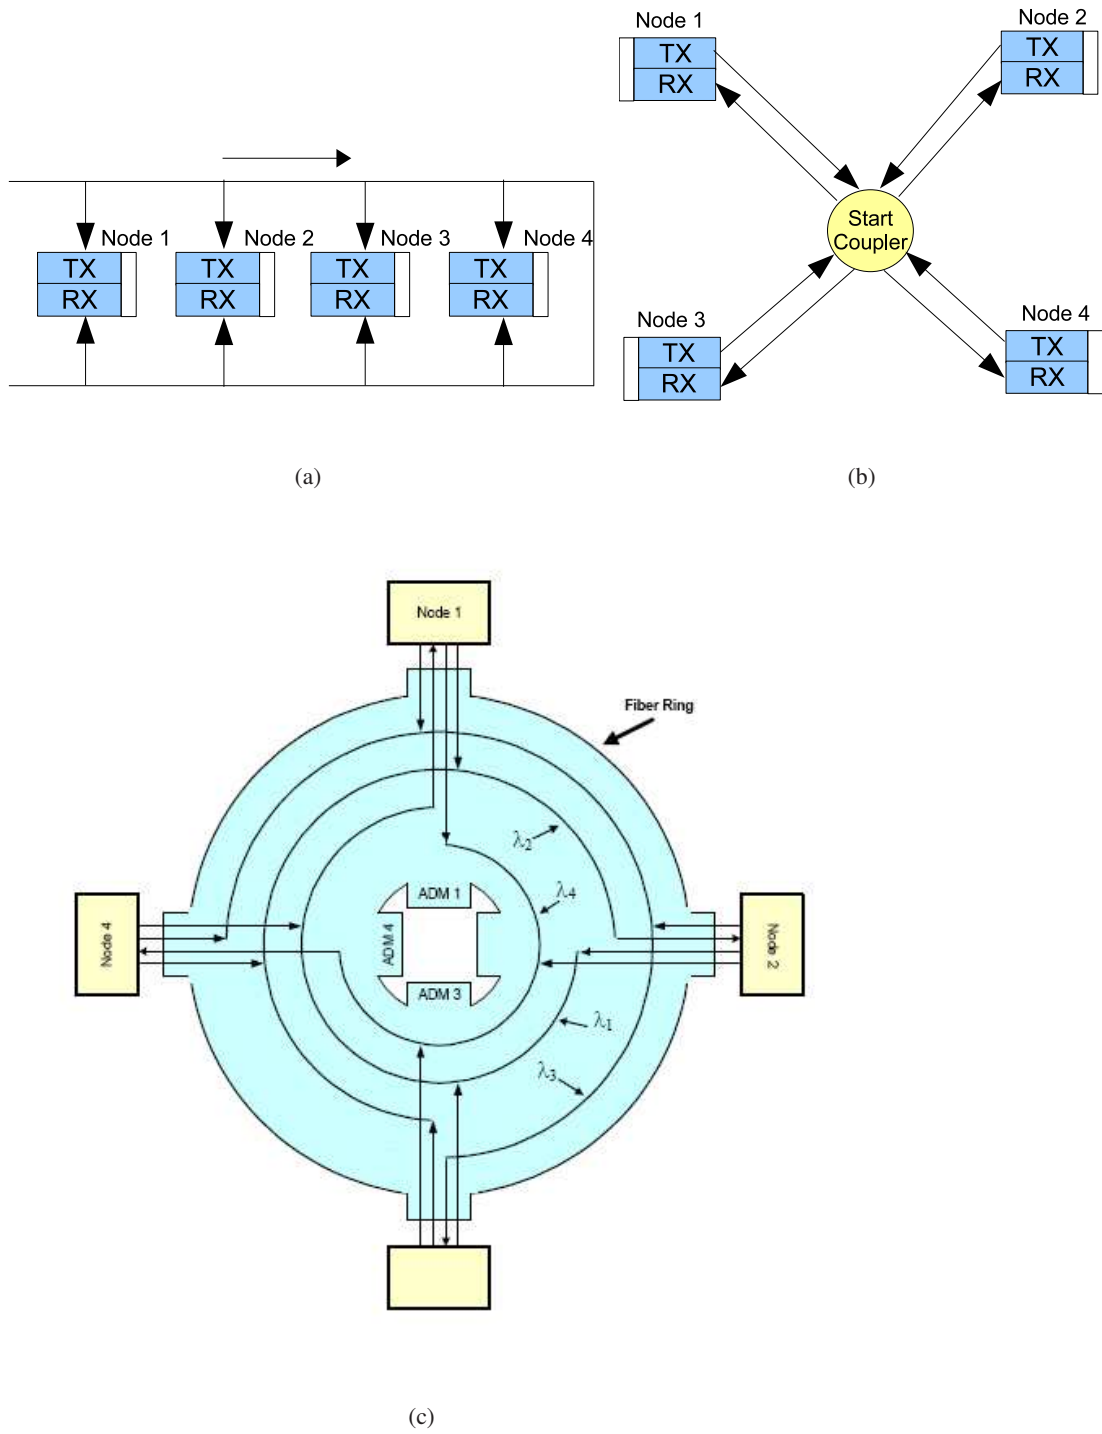 Node 1
Node 2
TX
RX
TX
RX
Start
Coupler
Node 1
Node 2
Node 3
Node 4
TX
RX
TX
RX
TX
RX
TX
RX
Node 3
TX
RX
Node 4
TX
RX
(a)
(b)
Node 1
Fiber Ring
λ2
λ4
ADM 1
ADM 4
ADM 3
Node 4
Node 2
λ1
λ3
(c)